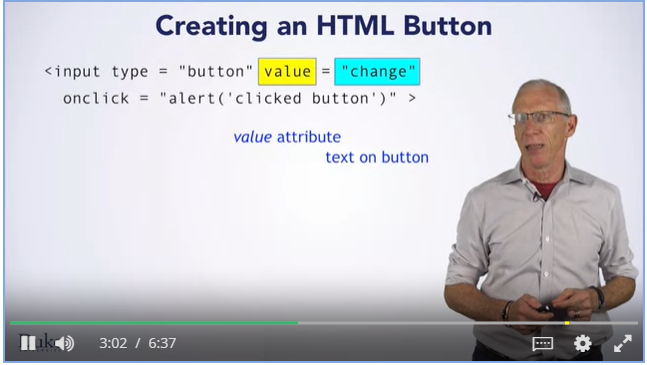 Creating an HTML Button
<input type = "button" value = "change"
onclick = "alert('clicked button')" >
value attribute
text on button
3:02 / 6:37